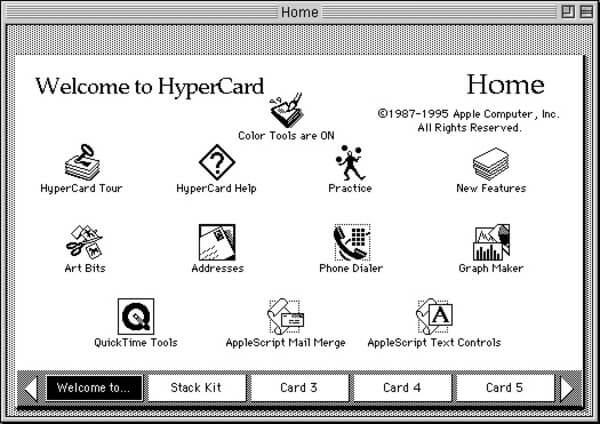 Home
Welcome to HyperCard
Home
Color Tools are ON
©1987-1995 Apple Computer, Inc.
All Rights Reserved.
HyperCard Tour
HyperCard Help
Practice
New Features
Art Bits
Addresses
Phone Dialer
Graph Maker
QuickTime Tools
AppleScript Mail Merge
AppleScript Text Controls
Welcome to...
Stack Kit
Card 3
Card 4
Card 5